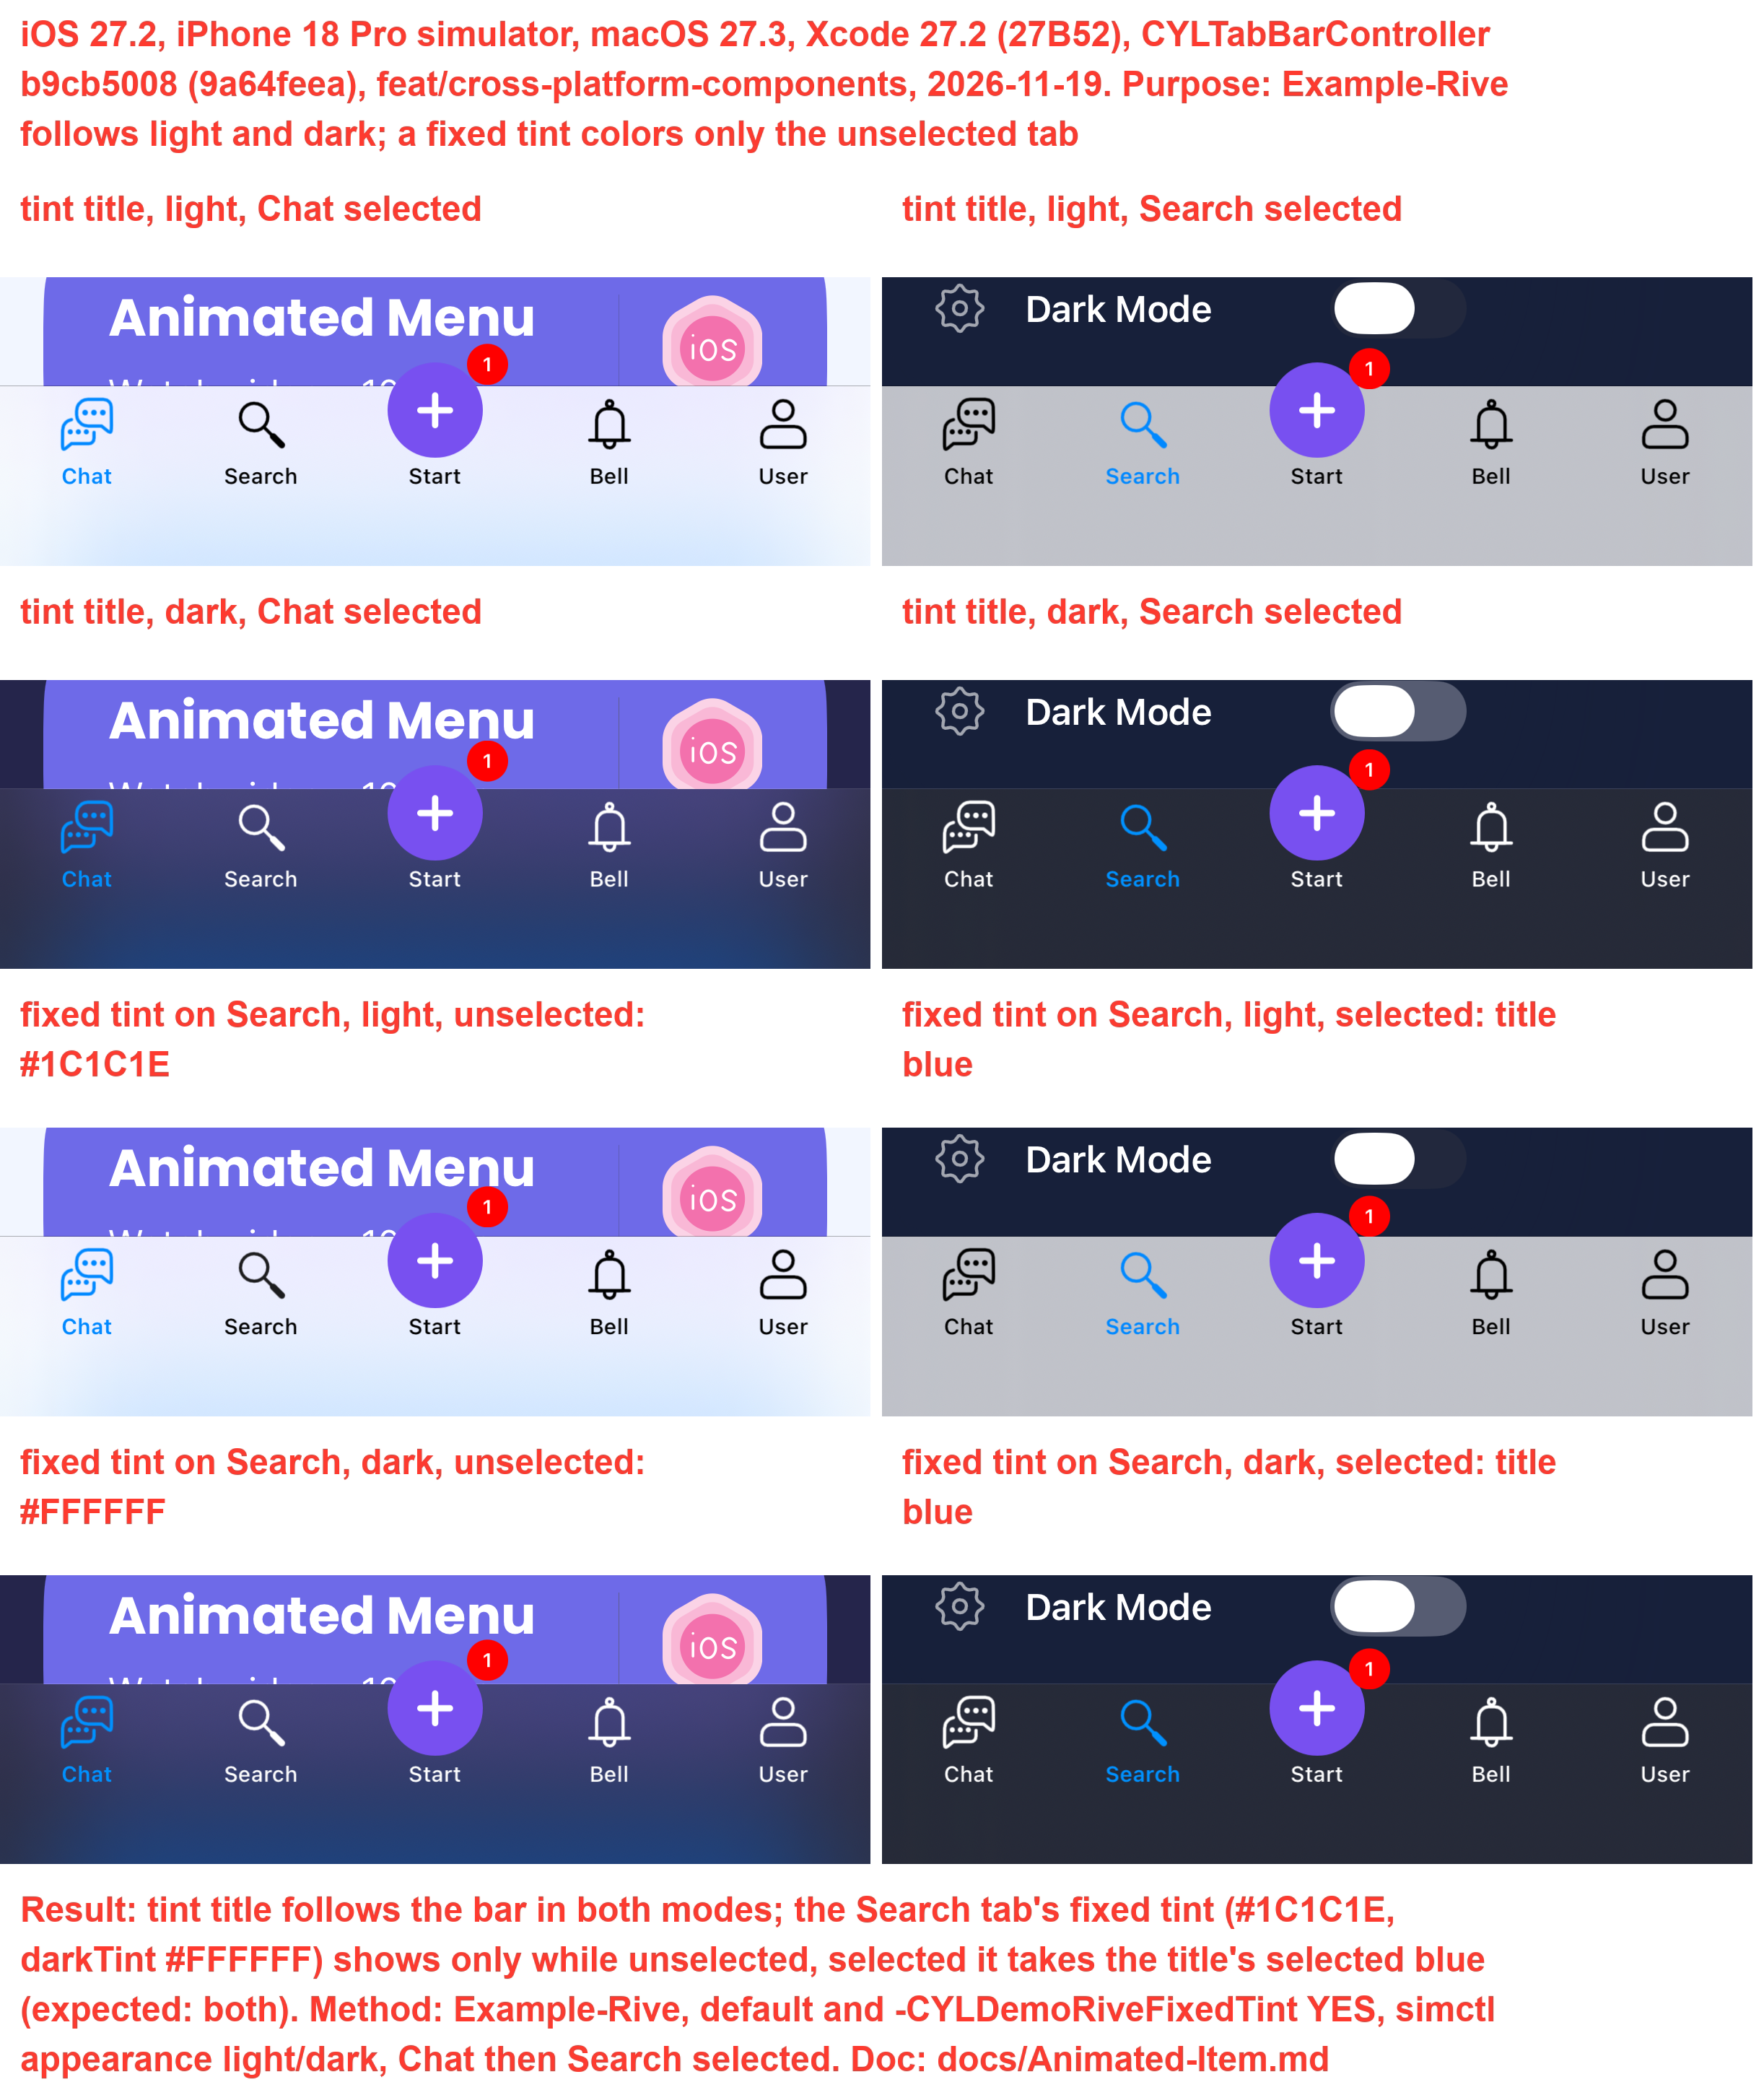 iOS 27.2, iPhone 18 Pro simulator, macOS 27.3, Xcode 27.2 (27B52), CYLTabBarController
b9cb5008 (9a64feea), feat/cross-platform-components, 2026-11-19. Purpose: Example-Rive
follows light and dark; a fixed tint colors only the unselected tab
tint title, light, Chat selected
Animated Menu
iOS
1
Chat
Search
Start
Bell
User
tint title, light, Search selected
Dark Mode
1
Chat
Search
Start
Bell
User
tint title, dark, Chat selected
Animated Menu
iOS
1
Chat
Search
Start
Bell
User
tint title, dark, Search selected
Dark Mode
1
Chat
Search
Start
Bell
User
fixed tint on Search, light, unselected:
#1C1C1E
Animated Menu
iOS
1
Chat
Search
Start
Bell
User
fixed tint on Search, light, selected: title
blue
Dark Mode
1
Chat
Search
Start
Bell
User
fixed tint on Search, dark, unselected:
#FFFFFF
Animated Menu
iOS
1
Chat
Search
Start
Bell
User
fixed tint on Search, dark, selected: title
blue
Dark Mode
1
Chat
Search
Start
Bell
User
Result: tint title follows the bar in both modes; the Search tab's fixed tint (#1C1C1E,
darkTint #FFFFFF) shows only while unselected, selected it takes the title's selected blue
(expected: both). Method: Example-Rive, default and -CYLDemoRiveFixedTint YES, simctl
appearance light/dark, Chat then Search selected. Doc: docs/Animated-Item.md